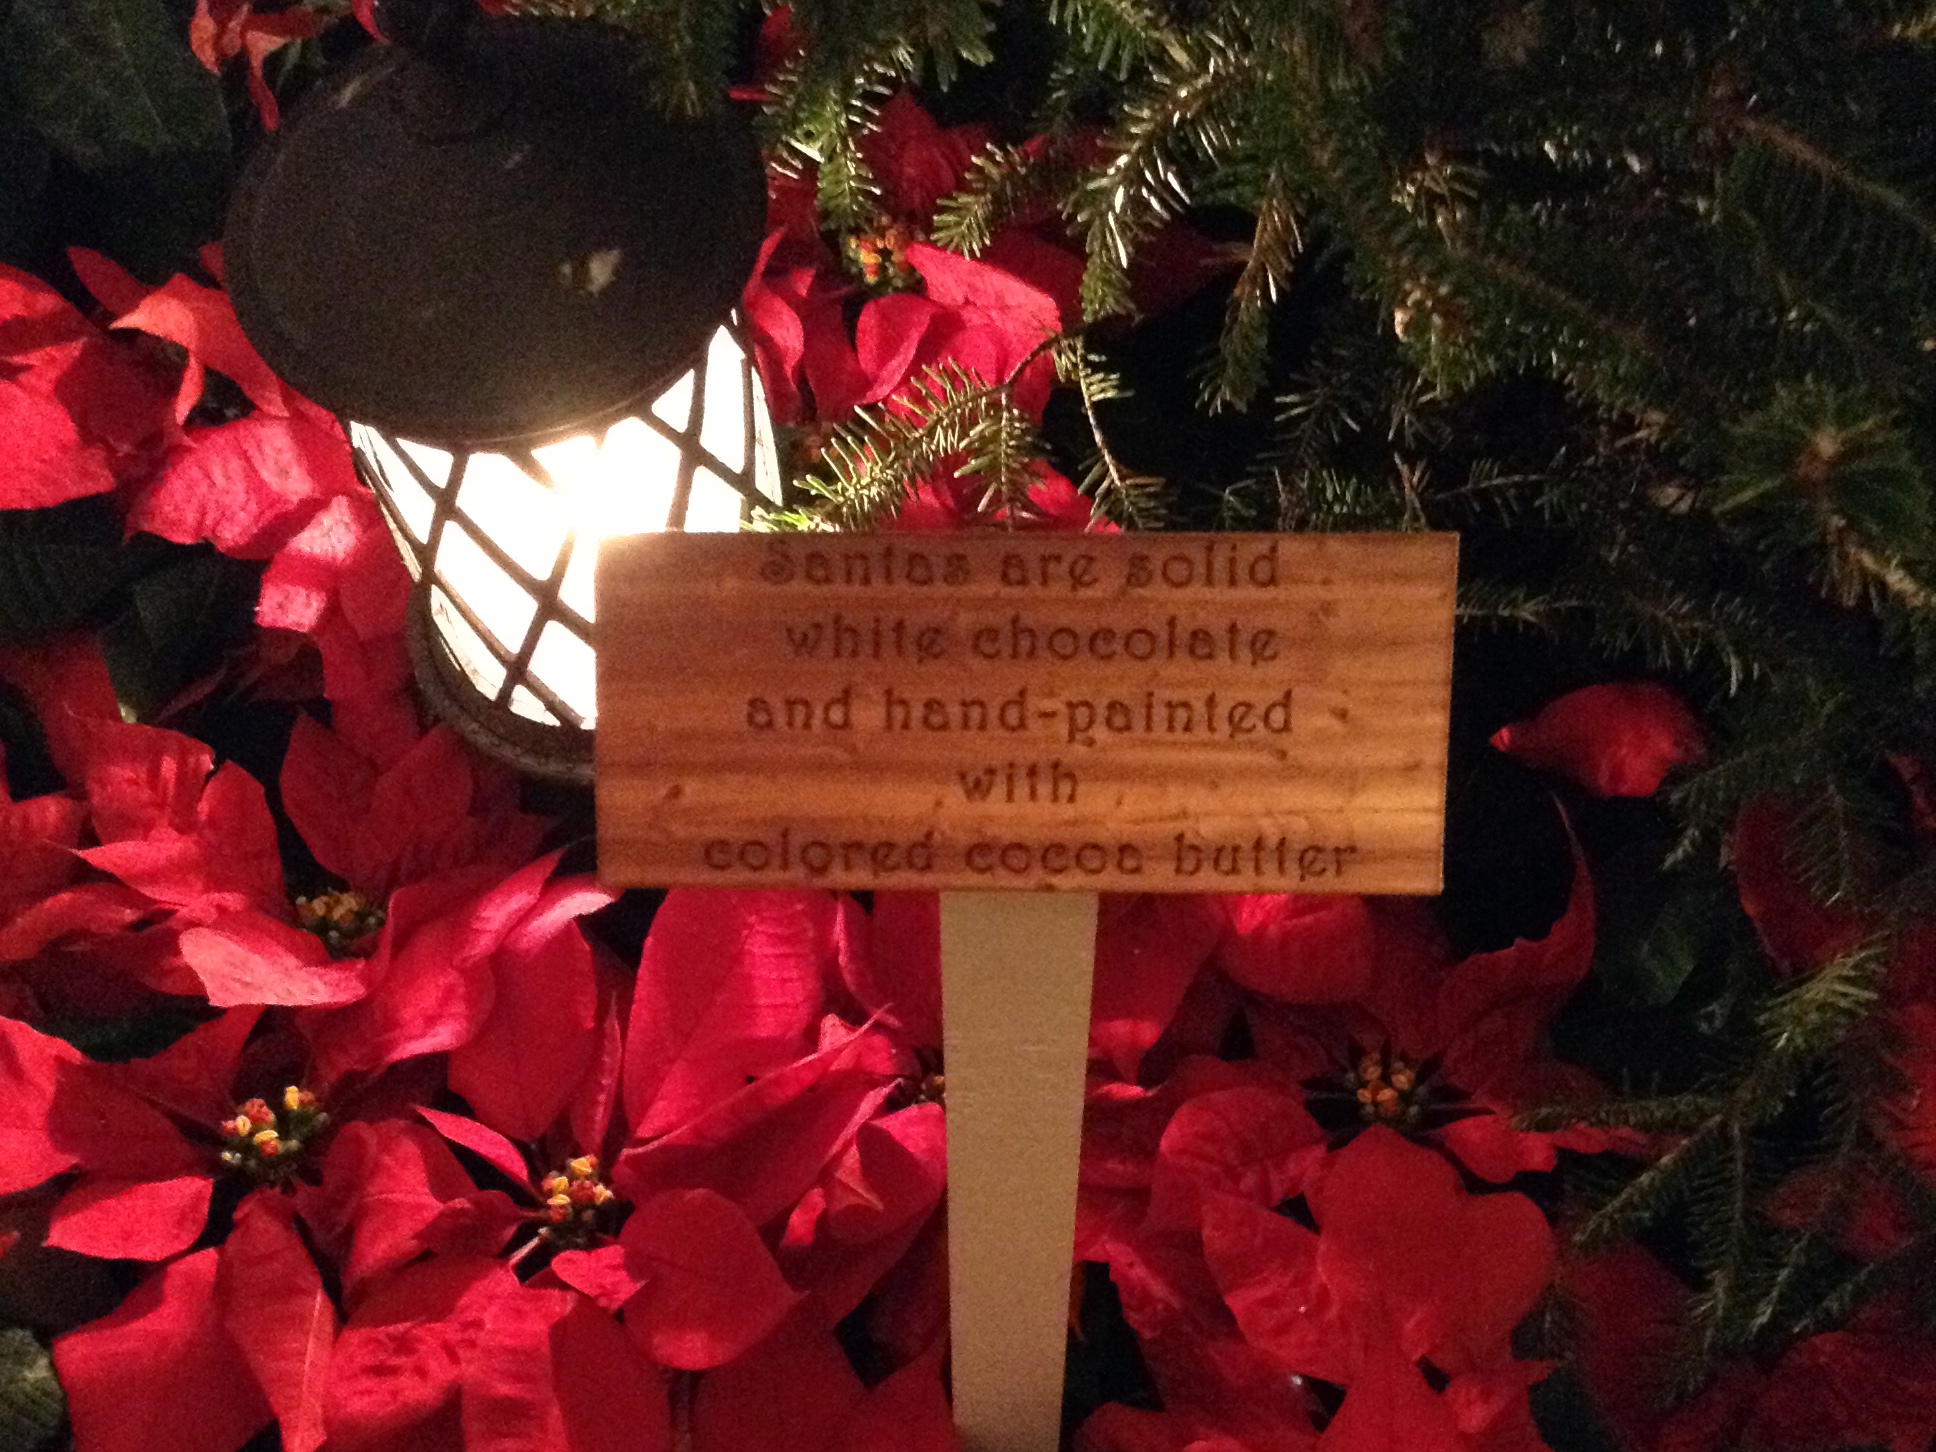 Santas are solid
white chocolate
and hand-painted
with
colored cocoa butter